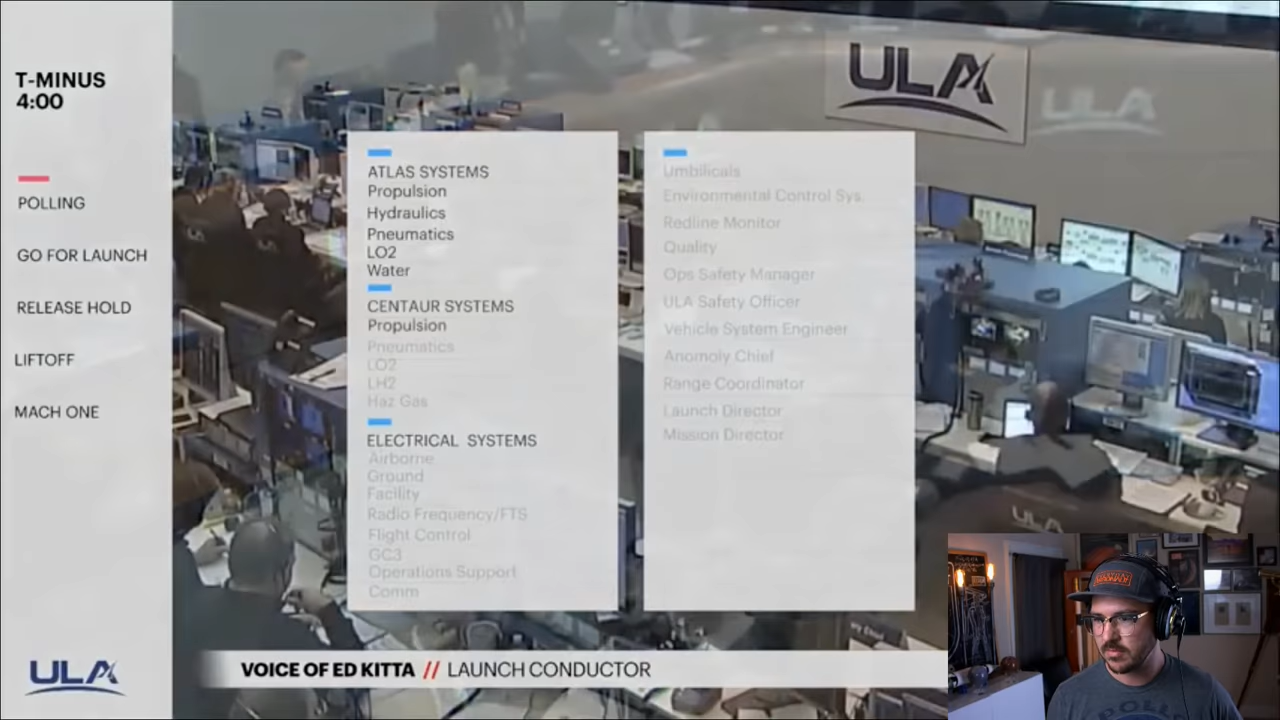 T-MINUS
4:00
POLLING
GO FOR LAUNCH
RELEASE HOLD
LIFTOFF
MACH ONE
ULA
ATLAS SYSTEMS
Propulsion
Hydraulics
Pneumatics
LO2
Water
CENTAUR SYSTEMS
Propulsion
Pneumatics
LO2
LH2
Haz Gas
ELECTRICAL SYSTEMS
Airborne
Ground
Facility
Radio Frequency/FTS
Flight Control
GC3
Operations Support
Comm
Umbilicals
Environmental Control Sys.
Redline Monitor
Quality
Ops Safety Manager
ULA Safety Officer
Vehicle System Engineer
Anomoly Chief
Range Coordinator
Launch Director
Mission Director
ULA
ULA
ULA
VOICE OF ED KITTA // LAUNCH CONDUCTOR